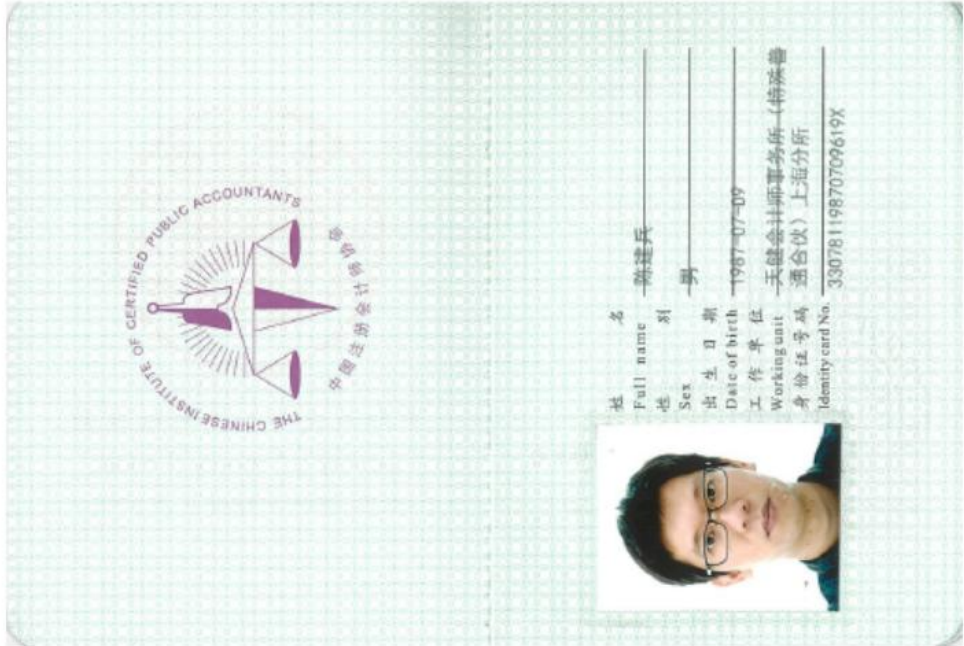 THE CHINESE INSTITUTE OF CERTIFIED PUBLIC ACCOUNTANTS
中国注册会计师协会
姓 名 陈建兵
Full name
性 别
Sex 男
出 生 日 期
Date of birth 1987-07-09
工 作 单 位
Working unit 天健会计师事务所（特殊普
通合伙）上海分所
身 份 证 号 码
Identity card No. 33078119870709619X